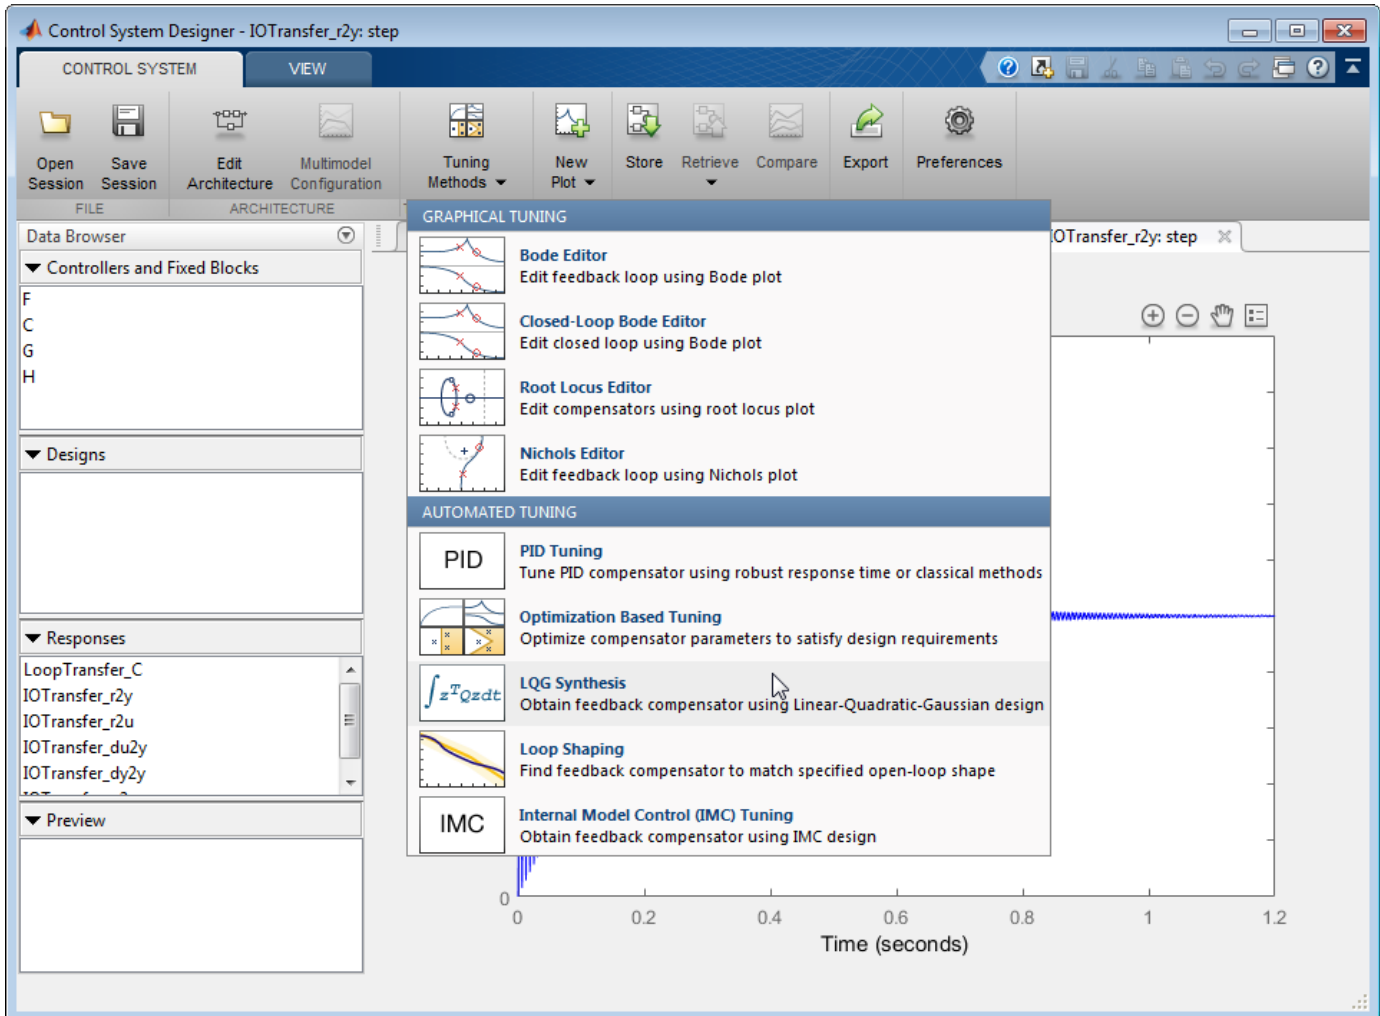 Control System Designer - IOTransfer_r2y: step
CONTROL SYSTEM
VIEW
Open Session
Save Session
Edit Architecture
Multimodel Configuration
Tuning Methods
New Plot
Store
Retrieve
Compare
Export
Preferences
FILE
ARCHITECTURE
Data Browser
IOTransfer_r2y: step
Controllers and Fixed Blocks
F
C
G
H
Designs
Responses
LoopTransfer_C
IOTransfer_r2y
IOTransfer_r2u
IOTransfer_du2y
IOTransfer_dy2y
Preview
GRAPHICAL TUNING
Bode Editor
Edit feedback loop using Bode plot
Closed-Loop Bode Editor
Edit closed loop using Bode plot
Root Locus Editor
Edit compensators using root locus plot
Nichols Editor
Edit feedback loop using Nichols plot
AUTOMATED TUNING
PID
PID Tuning
Tune PID compensator using robust response time or classical methods
Optimization Based Tuning
Optimize compensator parameters to satisfy design requirements
∫zᵀQzdt
LQG Synthesis
Obtain feedback compensator using Linear-Quadratic-Gaussian design
Loop Shaping
Find feedback compensator to match specified open-loop shape
IMC
Internal Model Control (IMC) Tuning
Obtain feedback compensator using IMC design
0
0 0.2 0.4 0.6 0.8 1 1.2
Time (seconds)